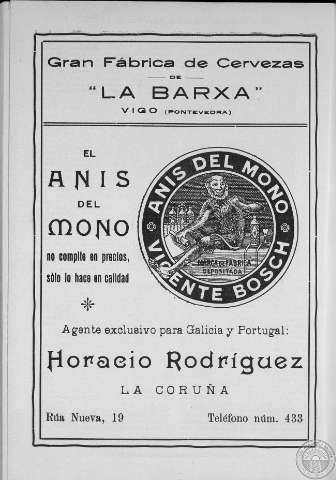 Gran Fábrica de Cervezas
DE
"LA BARXA"
VIGO (PONTEVEDRA)
EL
ANIS
DEL
MONO
no compite en precios,
sólo lo hace en calidad
ANIS DEL MONO
MARCA DE FÁBRICA
DEPOSITADA
VICENTE BOSCH
Agente exclusivo para Galicia y Portugal:
Horacio Rodríguez
LA CORUÑA
Rúa Nueva, 19 Teléfono núm. 433